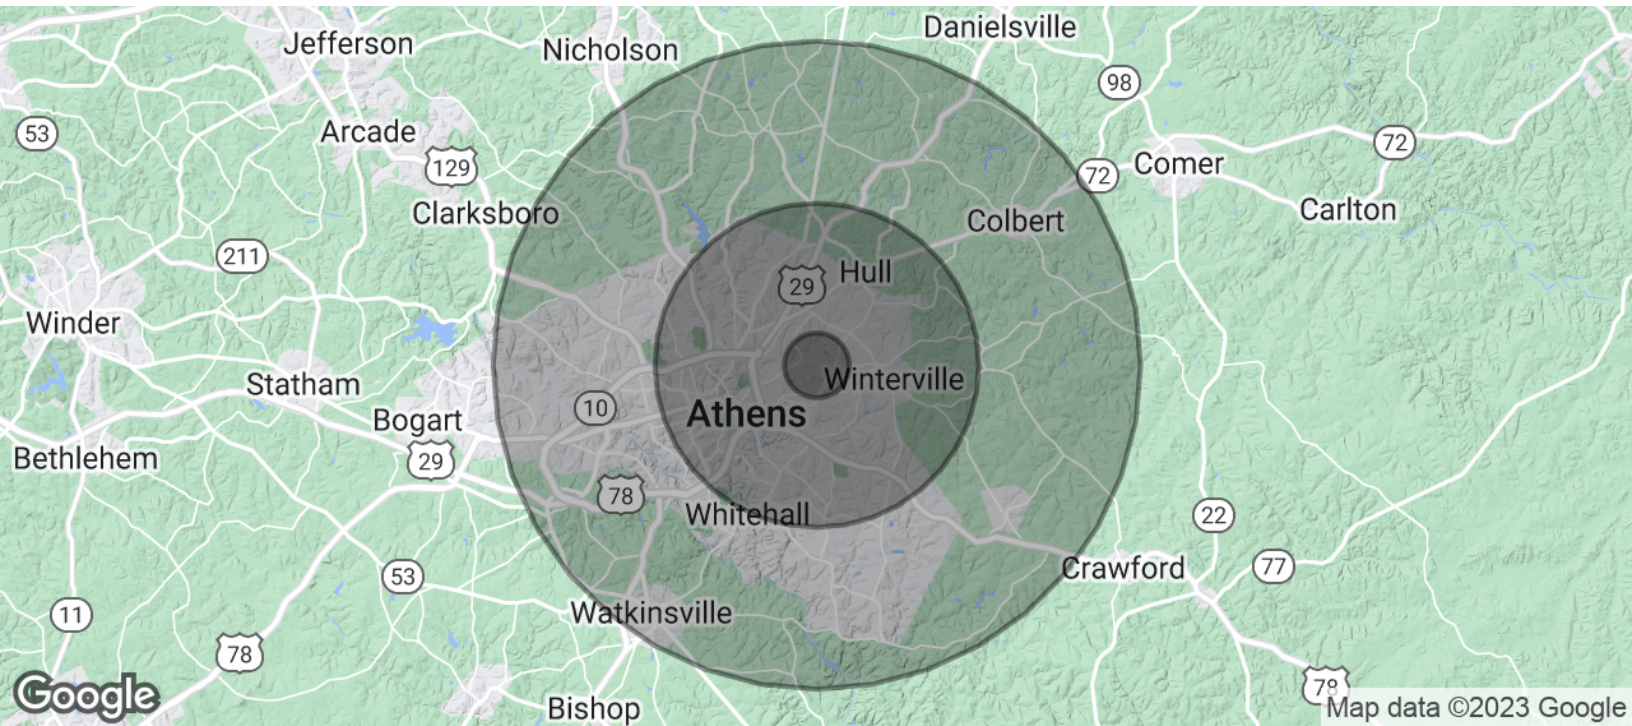 Danielsville
Jefferson
Nicholson
98
Arcade
53
72
129
Comer
72
Clarksboro
Colbert
Carlton
211
Hull
29
Winder
Winterville
Statham
10
Athens
Bogart
Bethlehem
29
78
Whitehall
22
Crawford
77
53
Watkinsville
11
78
78
Google
Bishop
Map data ©2023 Google